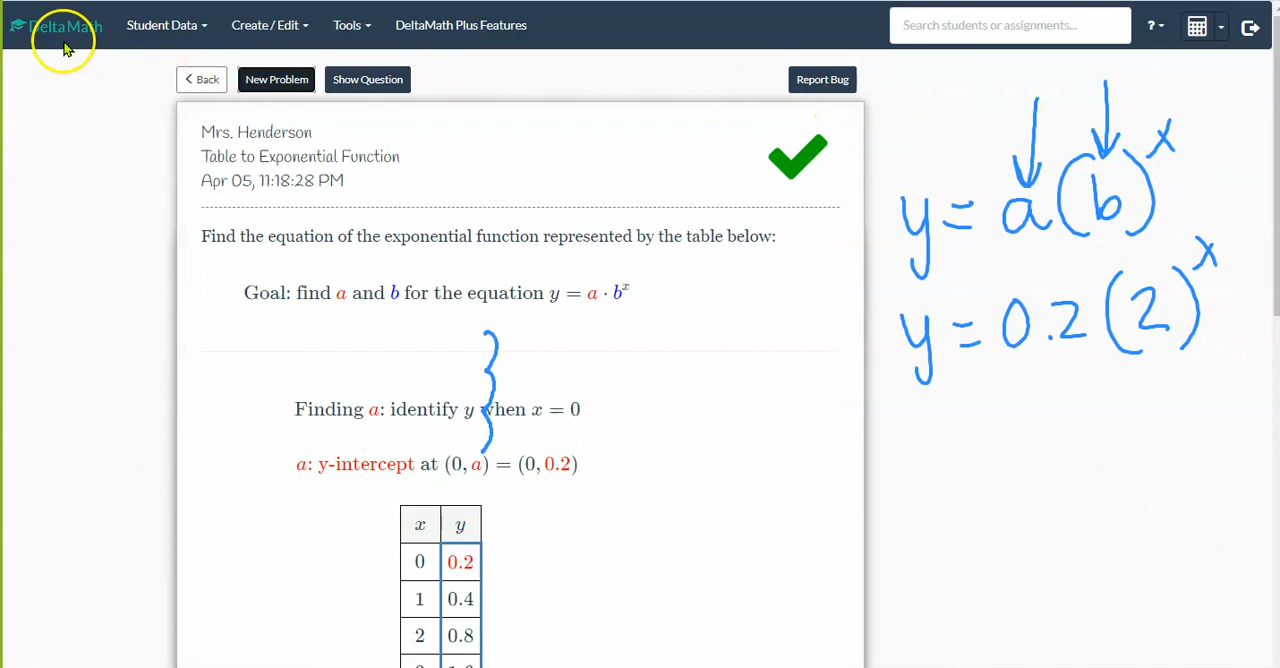 DeltaMath Student Data Create / Edit Tools DeltaMath Plus Features Search students or assignments... ?
Back New Problem Show Question Report Bug
Mrs. Henderson
Table to Exponential Function
Apr 05, 11:18:28 PM
Find the equation of the exponential function represented by the table below:
Goal: find a and b for the equation y = a · bˣ
Finding a: identify y when x = 0
a: y-intercept at (0, a) = (0, 0.2)
x y
0 0.2
1 0.4
2 0.8
y = a(b)ˣ
y = 0.2(2)ˣ